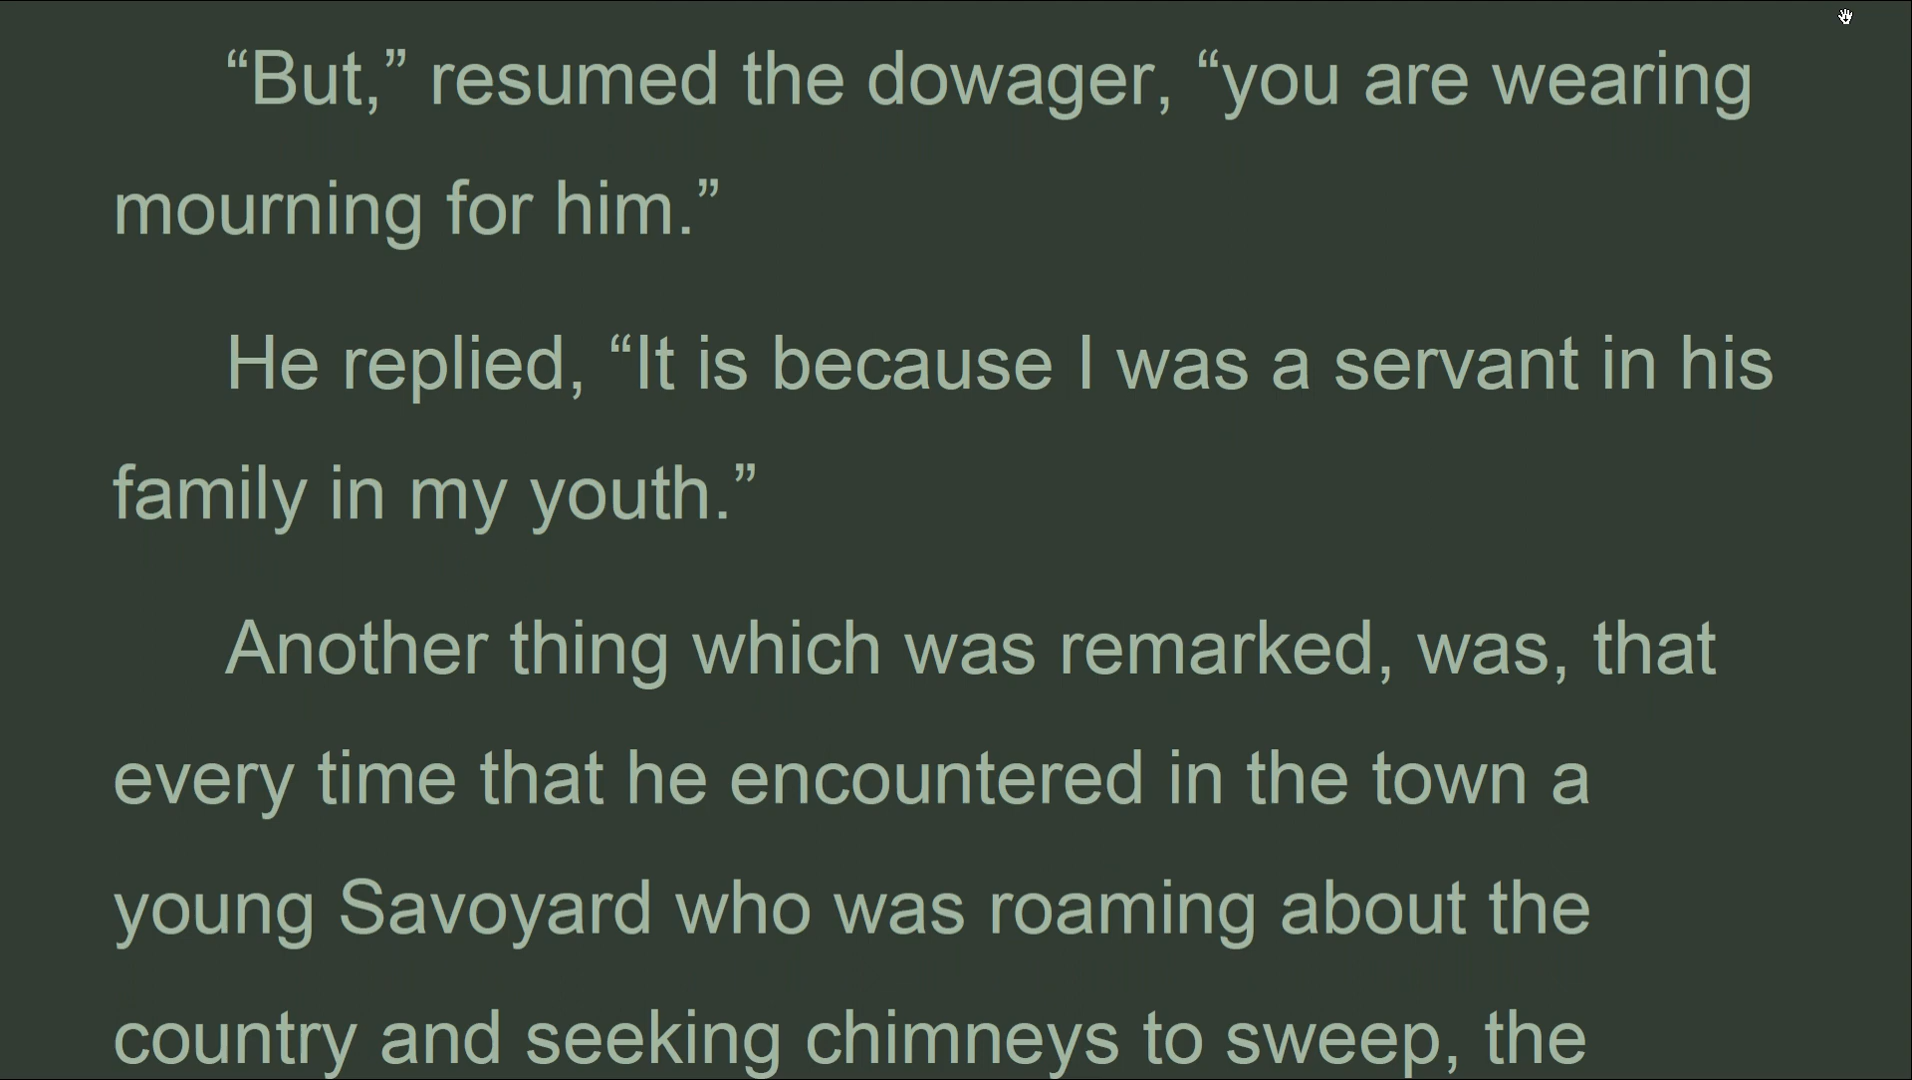 “But,” resumed the dowager, “you are wearing
mourning for him.”
He replied, “It is because I was a servant in his
family in my youth.”
Another thing which was remarked, was, that
every time that he encountered in the town a
young Savoyard who was roaming about the
country and seeking chimneys to sweep, the